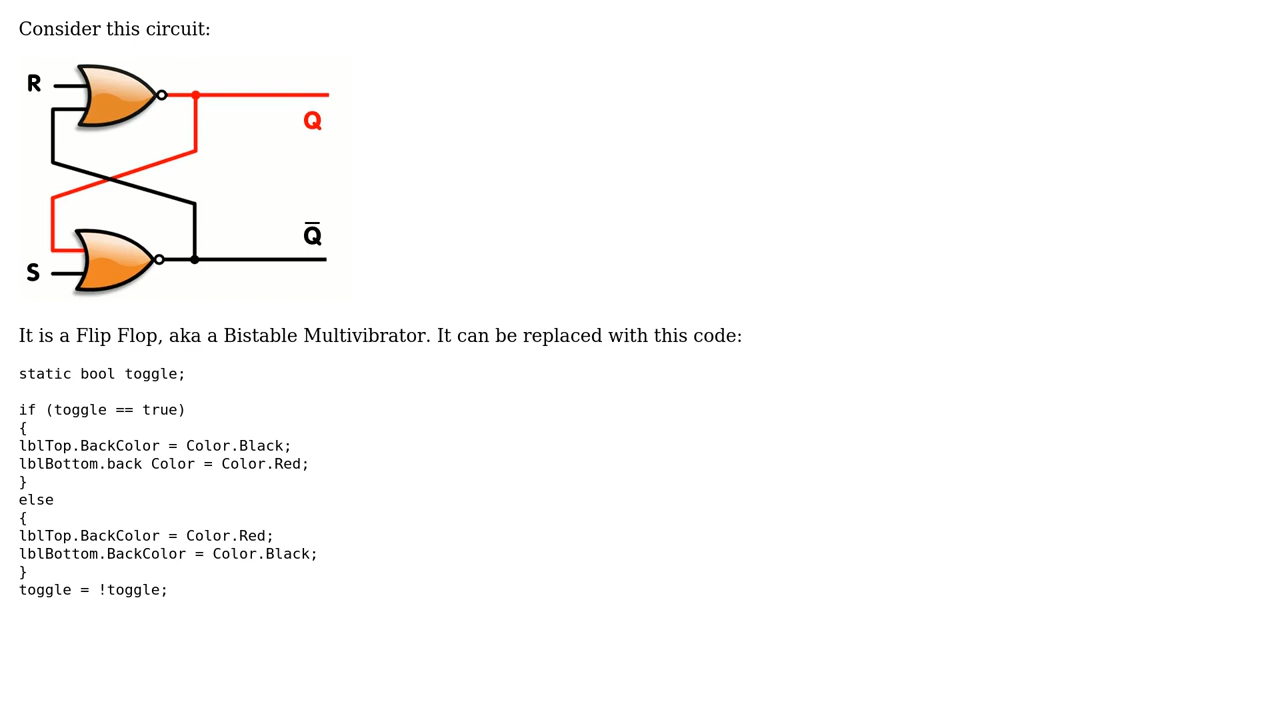 Consider this circuit:
R
Q
Q̅
S
It is a Flip Flop, aka a Bistable Multivibrator. It can be replaced with this code:
static bool toggle;
if (toggle == true)
{
lblTop.BackColor = Color.Black;
lblBottom.back Color = Color.Red;
}
else
{
lblTop.BackColor = Color.Red;
lblBottom.BackColor = Color.Black;
}
toggle = !toggle;